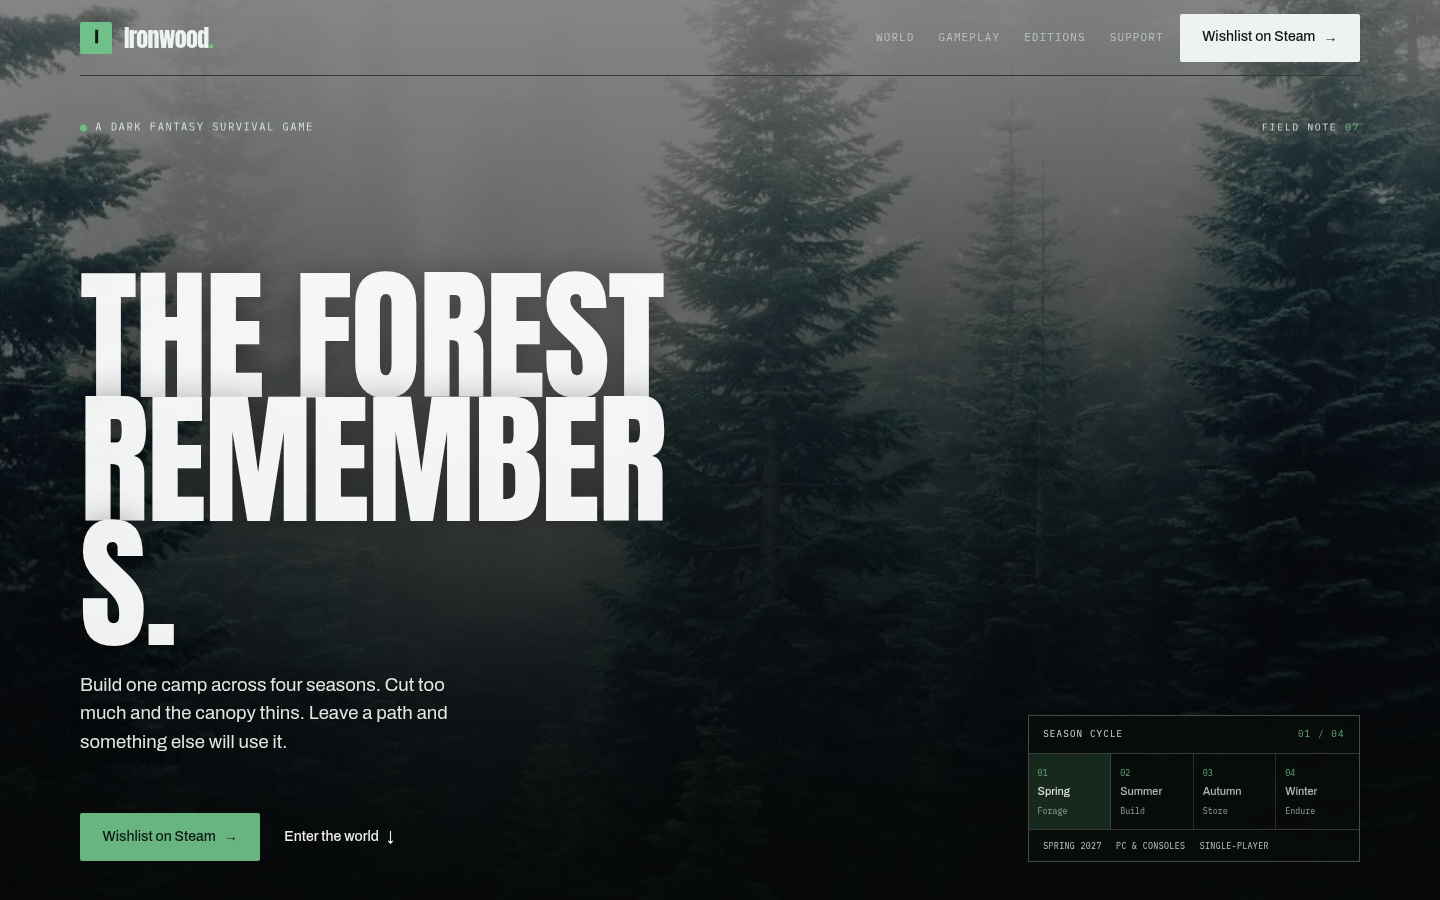 I Ironwood.
WORLD GAMEPLAY EDITIONS SUPPORT Wishlist on Steam →
A DARK FANTASY SURVIVAL GAME
FIELD NOTE 07
THE FOREST
REMEMBER
S.
Build one camp across four seasons. Cut too
much and the canopy thins. Leave a path and
something else will use it.
Wishlist on Steam → Enter the world ↓
SEASON CYCLE 01 / 04
01 02 03 04
Spring Summer Autumn Winter
Forage Build Store Endure
SPRING 2027 PC & CONSOLES SINGLE-PLAYER